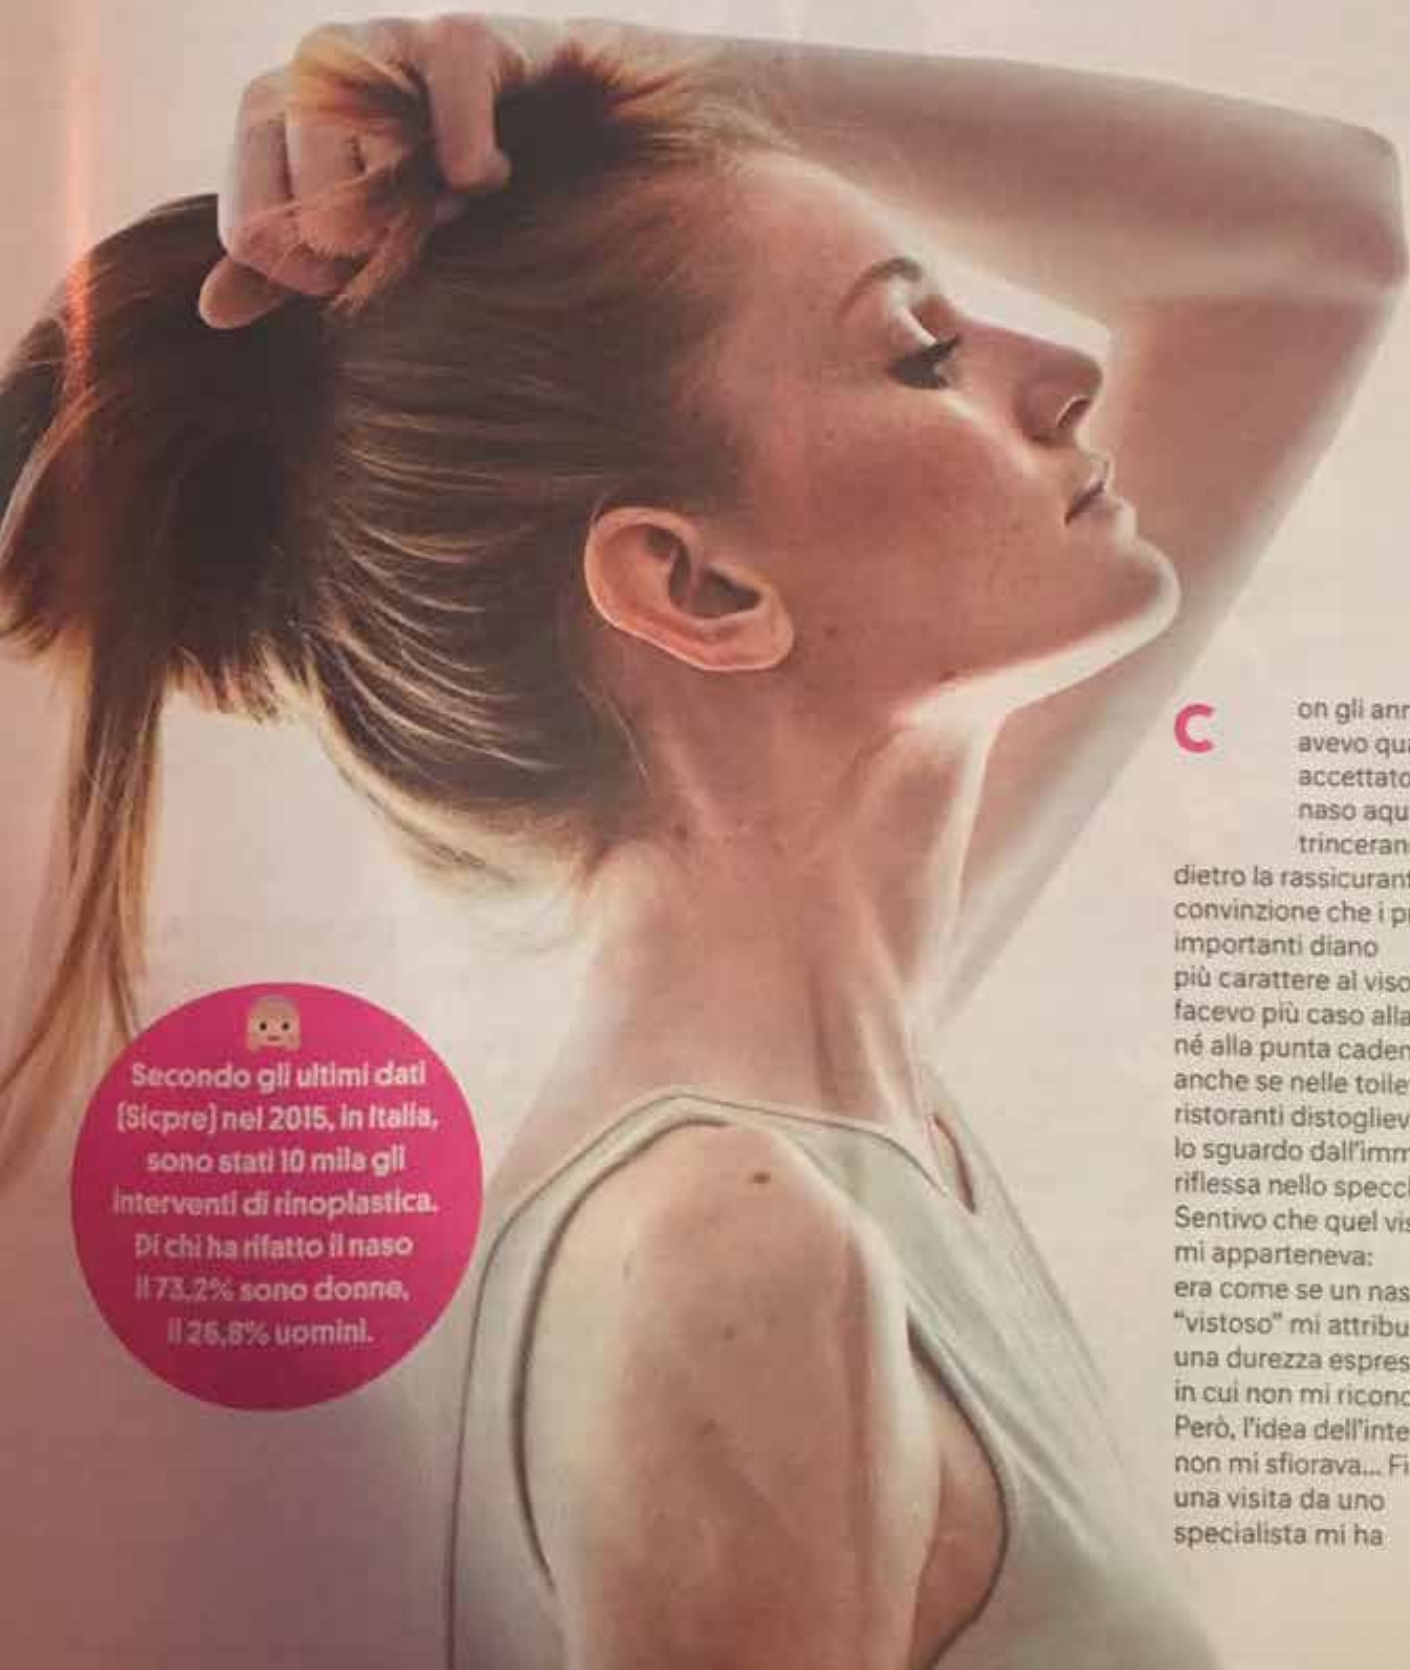 Secondo gli ultimi dati
[Sicpre] nel 2015, in Italia,
sono stati 10 mila gli
interventi di rinoplastica.
Di chi ha rifatto il naso
il 73,2% sono donne,
il 26,8% uomini.
C
on gli ann
avevo qua
accettato
naso aqu
trinceran
dietro la rassicurant
convinzione che i pr
importanti diano
più carattere al viso
facevo più caso alla
né alla punta caden
anche se nelle toile
ristoranti distogliev
lo sguardo dall'imm
riflessa nello specch
Sentivo che quel vis
mi apparteneva:
era come se un nas
"vistoso" mi attribu
una durezza espres
in cui non mi ricono
Però, l'idea dell'inte
non mi sfiorava... Fi
una visita da uno
specialista mi ha